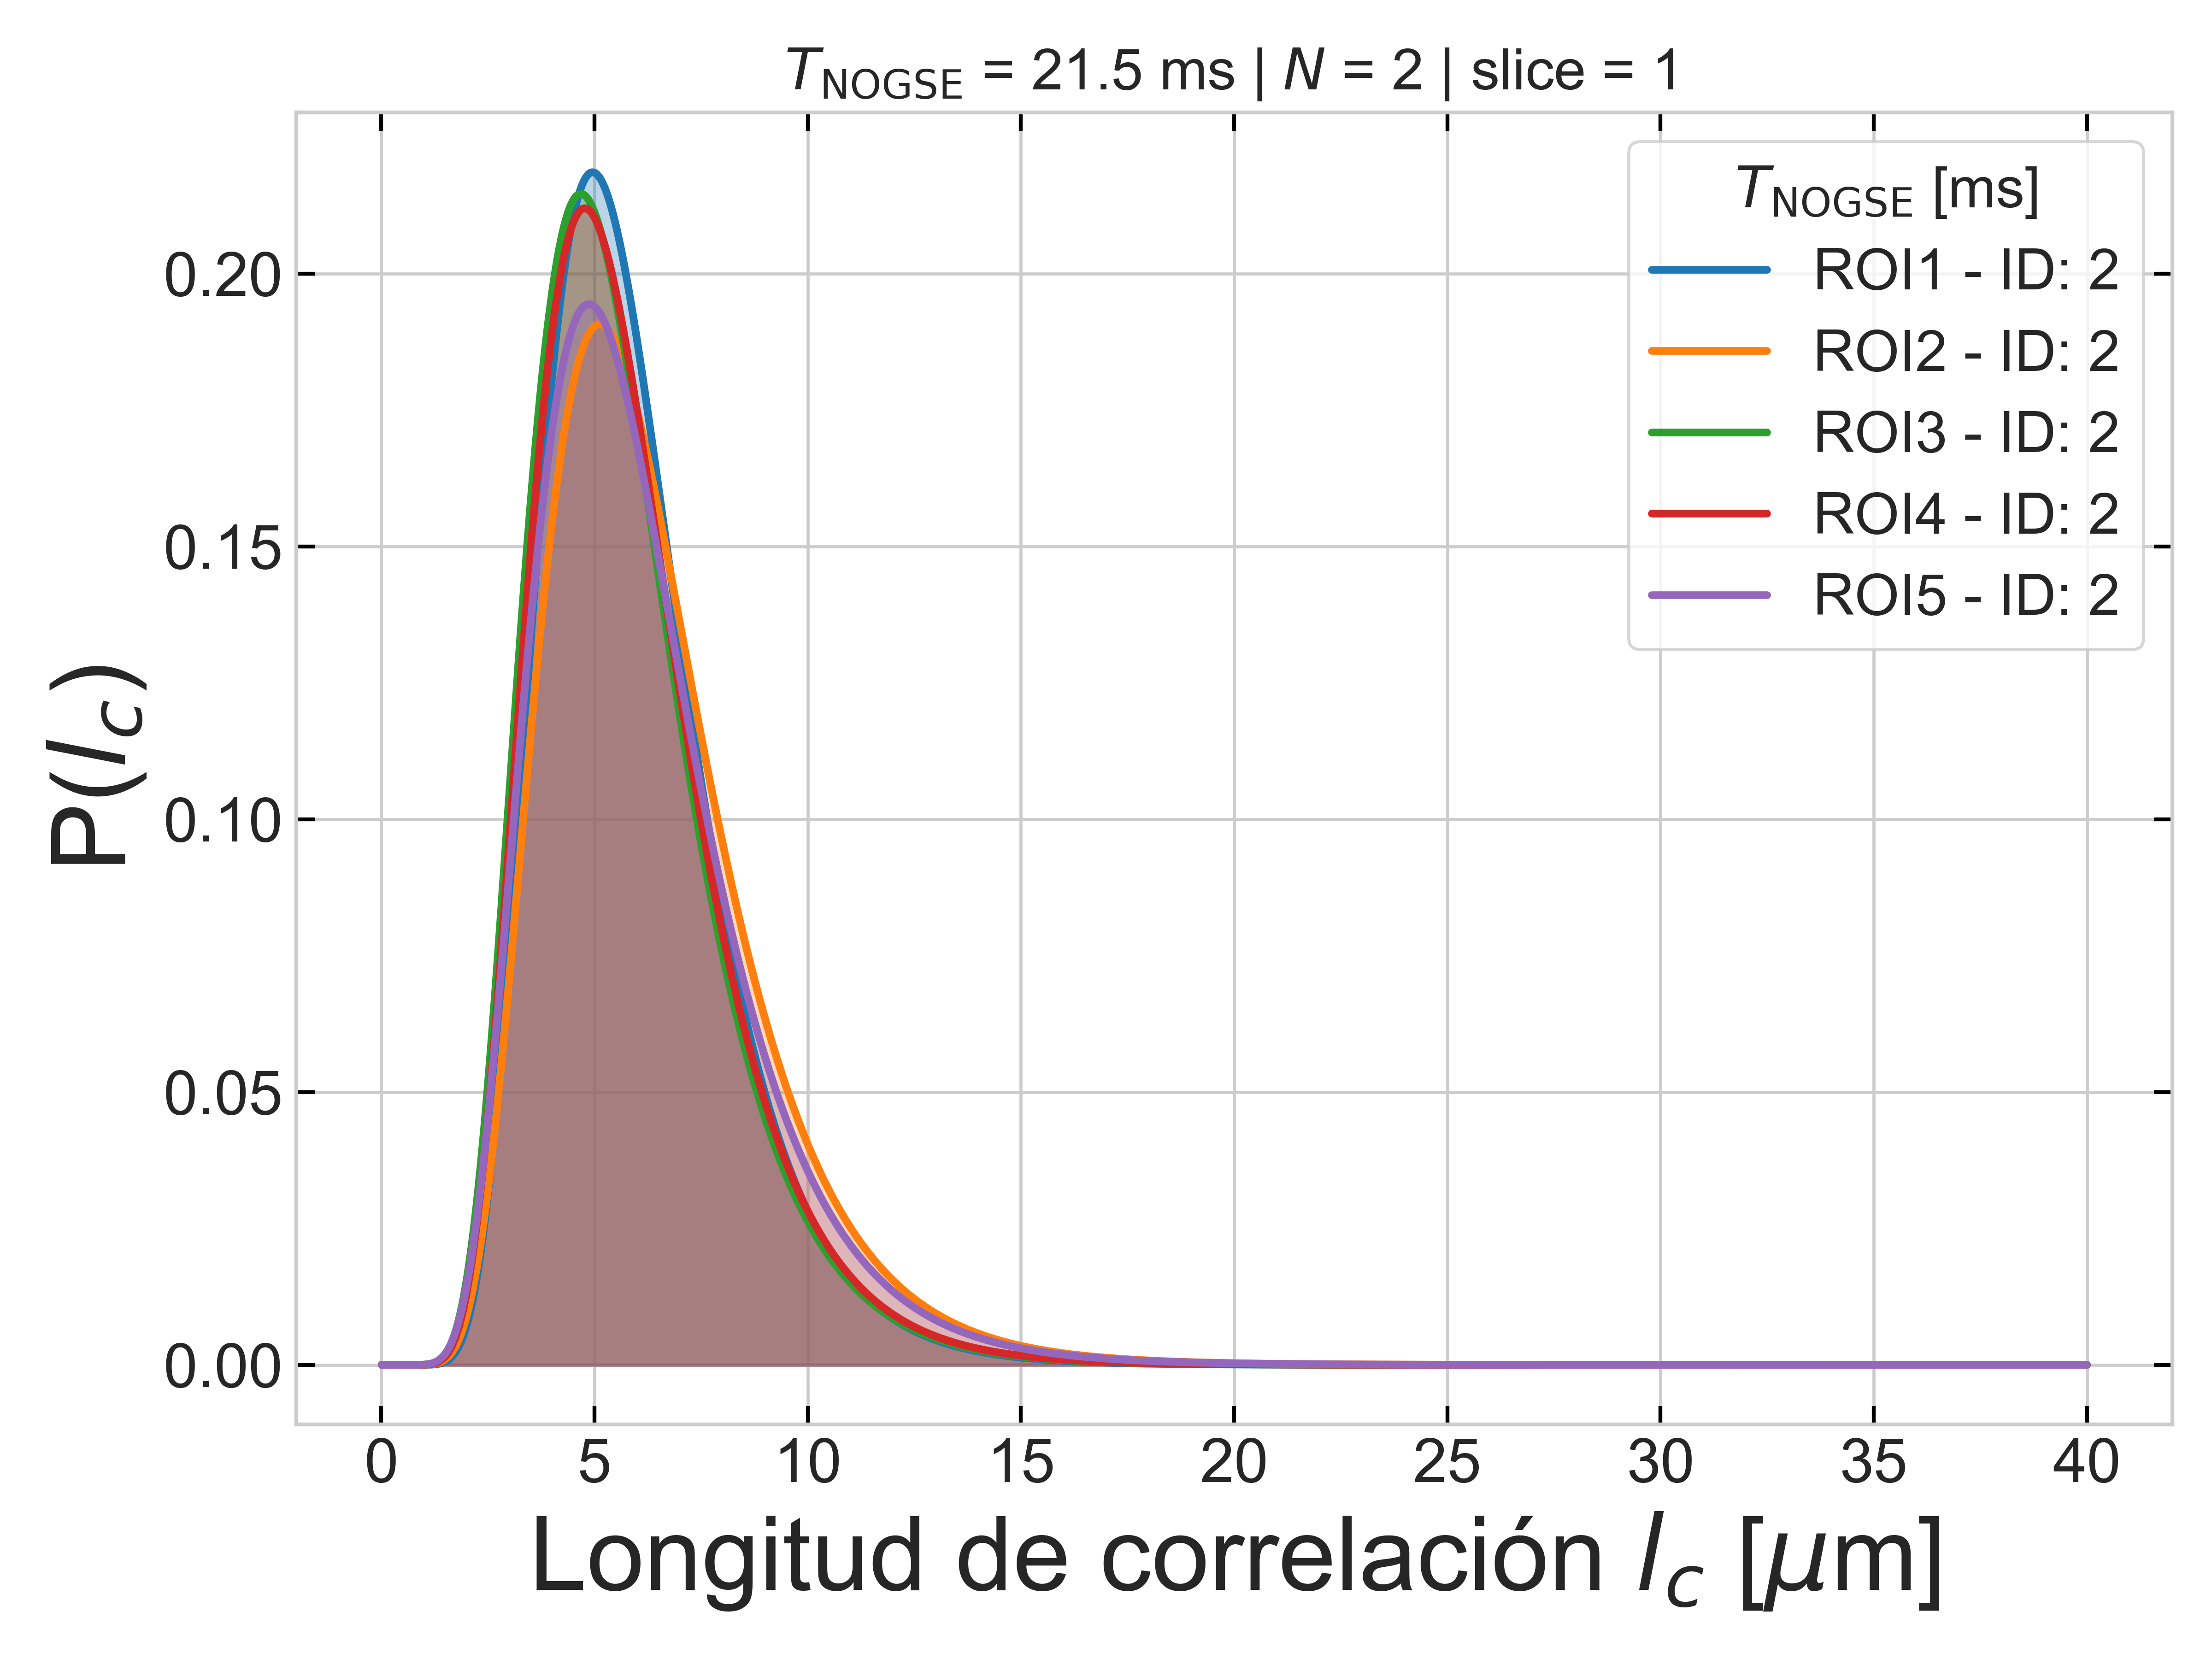 T_NOGSE = 21.5 ms | N = 2 | slice = 1
T_NOGSE [ms]
ROI1 - ID: 2
ROI2 - ID: 2
ROI3 - ID: 2
ROI4 - ID: 2
ROI5 - ID: 2
P(l_c)
0.20
0.15
0.10
0.05
0.00
0 5 10 15 20 25 30 35 40
Longitud de correlación l_c [μm]